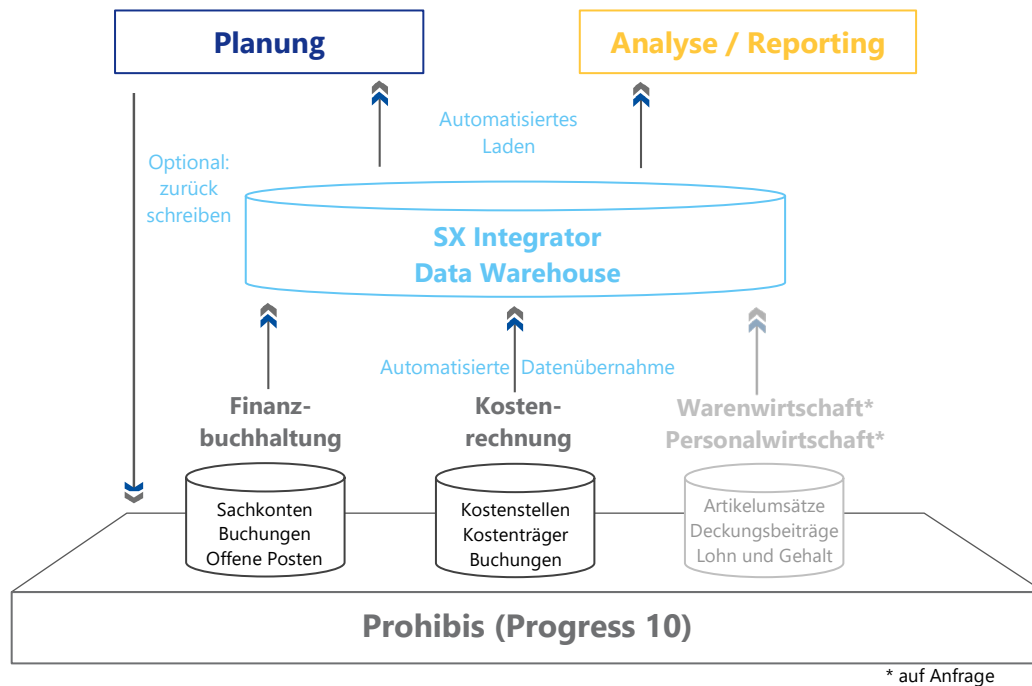 Planung
Analyse / Reporting
Automatisiertes
Laden
Optional:
zurück
schreiben
SX Integrator
Data Warehouse
Automatisierte Datenübernahme
Finanz-
buchhaltung
Kosten-
rechnung
Warenwirtschaft*
Personalwirtschaft*
Sachkonten
Buchungen
Offene Posten
Kostenstellen
Kostenträger
Buchungen
Artikelumsätze
Deckungsbeiträge
Lohn und Gehalt
Prohibis (Progress 10)
* auf Anfrage